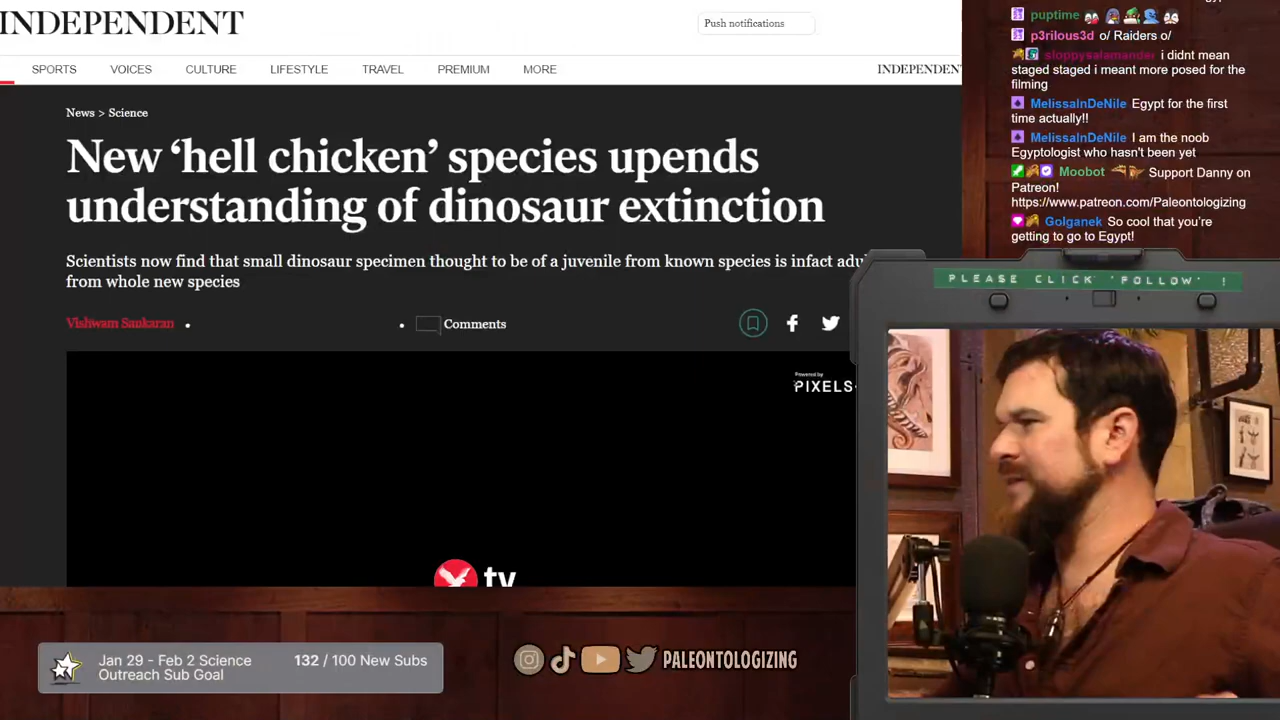 INDEPENDENT
Push notifications
SPORTS VOICES CULTURE LIFESTYLE TRAVEL PREMIUM MORE
INDEPENDENT
News > Science
New ‘hell chicken’ species upends
understanding of dinosaur extinction
Scientists now find that small dinosaur specimen thought to be of a juvenile from known species is infact
from whole new species
Vishwam Sankaran
Comments
Powered by
PIXELS
tv
puptime
p3rilous3d o/ Raiders o/
sloppysalamander i didnt mean
staged staged i meant more posed for the
filming
MelissaInDeNile Egypt for the first
time actually!!
MelissaInDeNile I am the noob
Egyptologist who hasn't been yet
Moobot Support Danny on
Patreon!
https://www.patreon.com/Paleontologizing
Golganek So cool that you’re
getting to go to Egypt!
PLEASE CLICK 'FOLLOW' !
Jan 29 - Feb 2 Science
Outreach Sub Goal
132 / 100 New Subs
PALEONTOLOGIZING